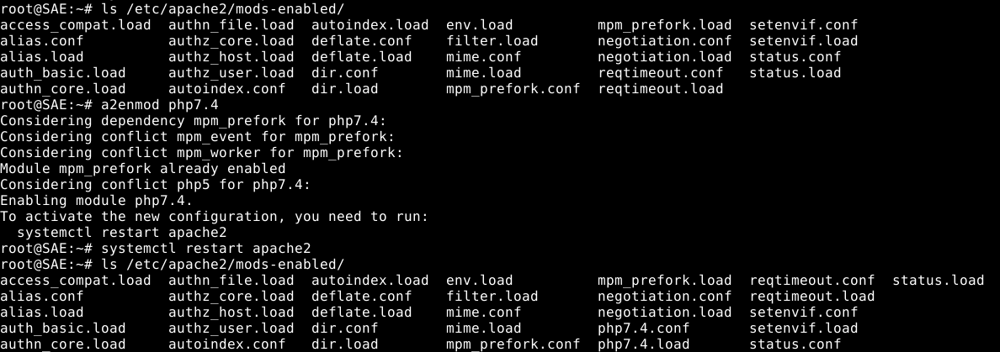 root@SAE:~# ls /etc/apache2/mods-enabled/
access_compat.load  authn_file.load  autoindex.load  env.load          mpm_prefork.load  setenvif.conf
alias.conf          authz_core.load  deflate.conf    filter.load       negotiation.conf  setenvif.load
alias.load          authz_host.load  deflate.load    mime.conf         negotiation.load  status.conf
auth_basic.load     authz_user.load  dir.conf        mime.load         reqtimeout.conf   status.load
authn_core.load     autoindex.conf   dir.load        mpm_prefork.conf  reqtimeout.load
root@SAE:~# a2enmod php7.4
Considering dependency mpm_prefork for php7.4:
Considering conflict mpm_event for mpm_prefork:
Considering conflict mpm_worker for mpm_prefork:
Module mpm_prefork already enabled
Considering conflict php5 for php7.4:
Enabling module php7.4.
To activate the new configuration, you need to run:
  systemctl restart apache2
root@SAE:~# systemctl restart apache2
root@SAE:~# ls /etc/apache2/mods-enabled/
access_compat.load  authn_file.load  autoindex.load  env.load          mpm_prefork.load  reqtimeout.conf  status.load
alias.conf          authz_core.load  deflate.conf    filter.load       negotiation.conf  reqtimeout.load
alias.load          authz_host.load  deflate.load    mime.conf         negotiation.load  setenvif.conf
auth_basic.load     authz_user.load  dir.conf        mime.load         php7.4.conf       setenvif.load
authn_core.load     autoindex.conf   dir.load        mpm_prefork.conf  php7.4.load       status.conf